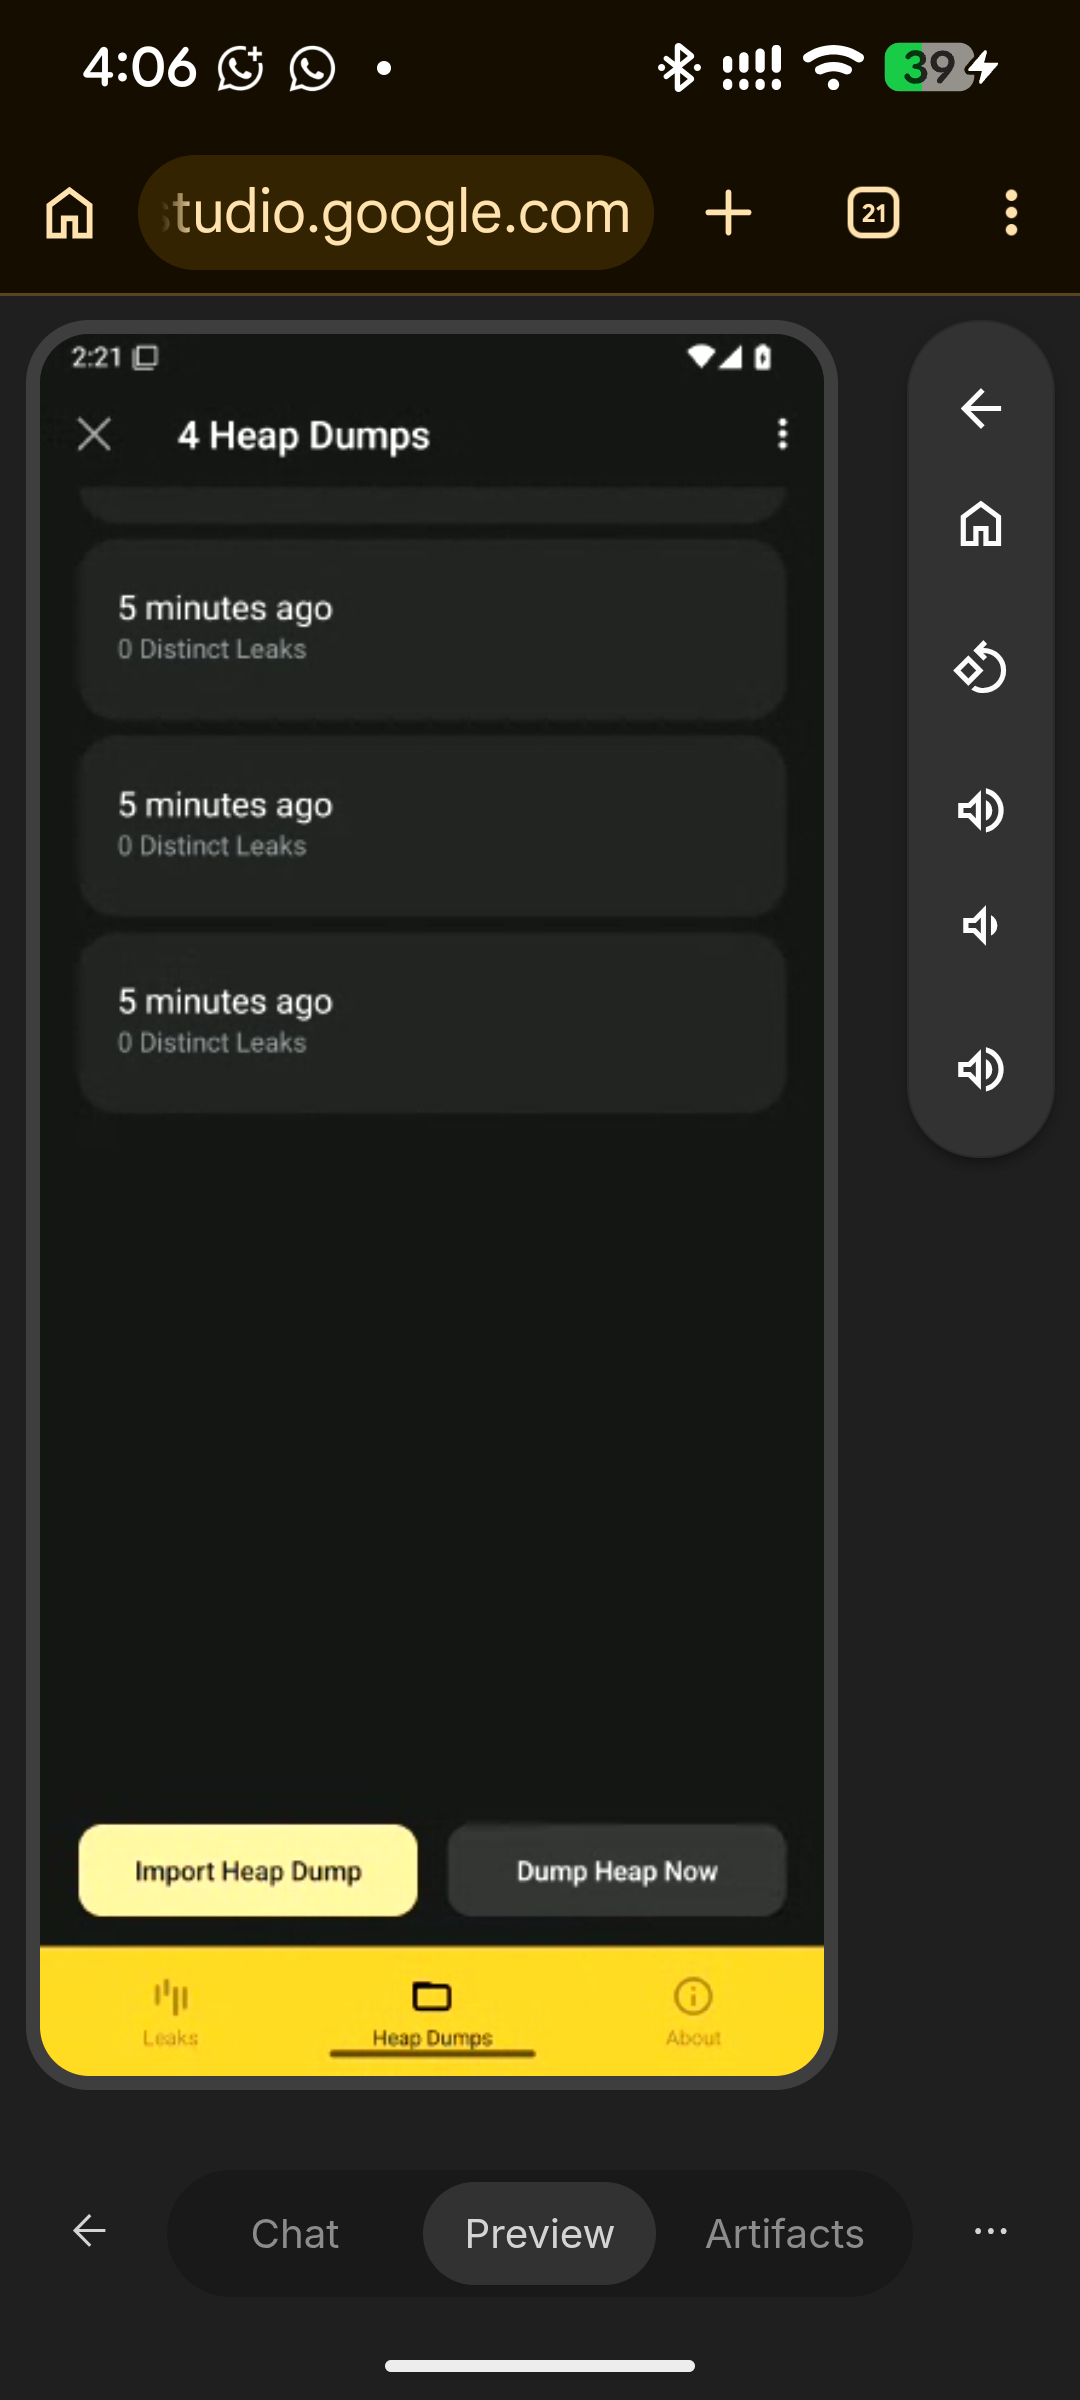 4:06
39
studio.google.com
21
2:21
4 Heap Dumps
5 minutes ago
0 Distinct Leaks
5 minutes ago
0 Distinct Leaks
5 minutes ago
0 Distinct Leaks
Import Heap Dump
Dump Heap Now
Leaks
Heap Dumps
About
Chat
Preview
Artifacts